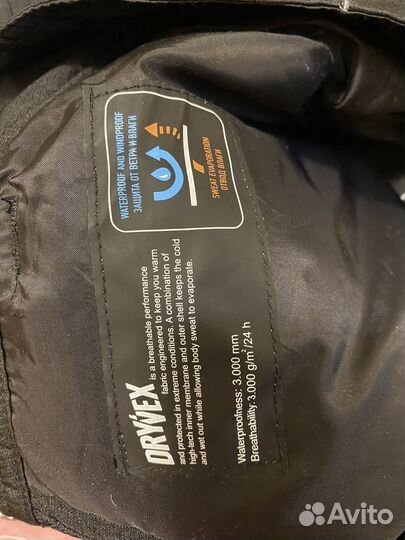 WATERPROOF AND WINDPROOF
ЗАЩИТА ОТ ВЕТРА И ВЛАГИ
SWEAT EVAPORATION
ОТВОД ВЛАГИ
DRYVEX is a breathable performance
fabric engineered to keep you warm
and protected in extreme conditions. A combination of
high-tech inner membrane and outer shell keeps the cold
and wet out while allowing body sweat to evaporate.
Waterproofness: 3.000 mm
Breathability: 3.000 g/m²/24 h
Avito